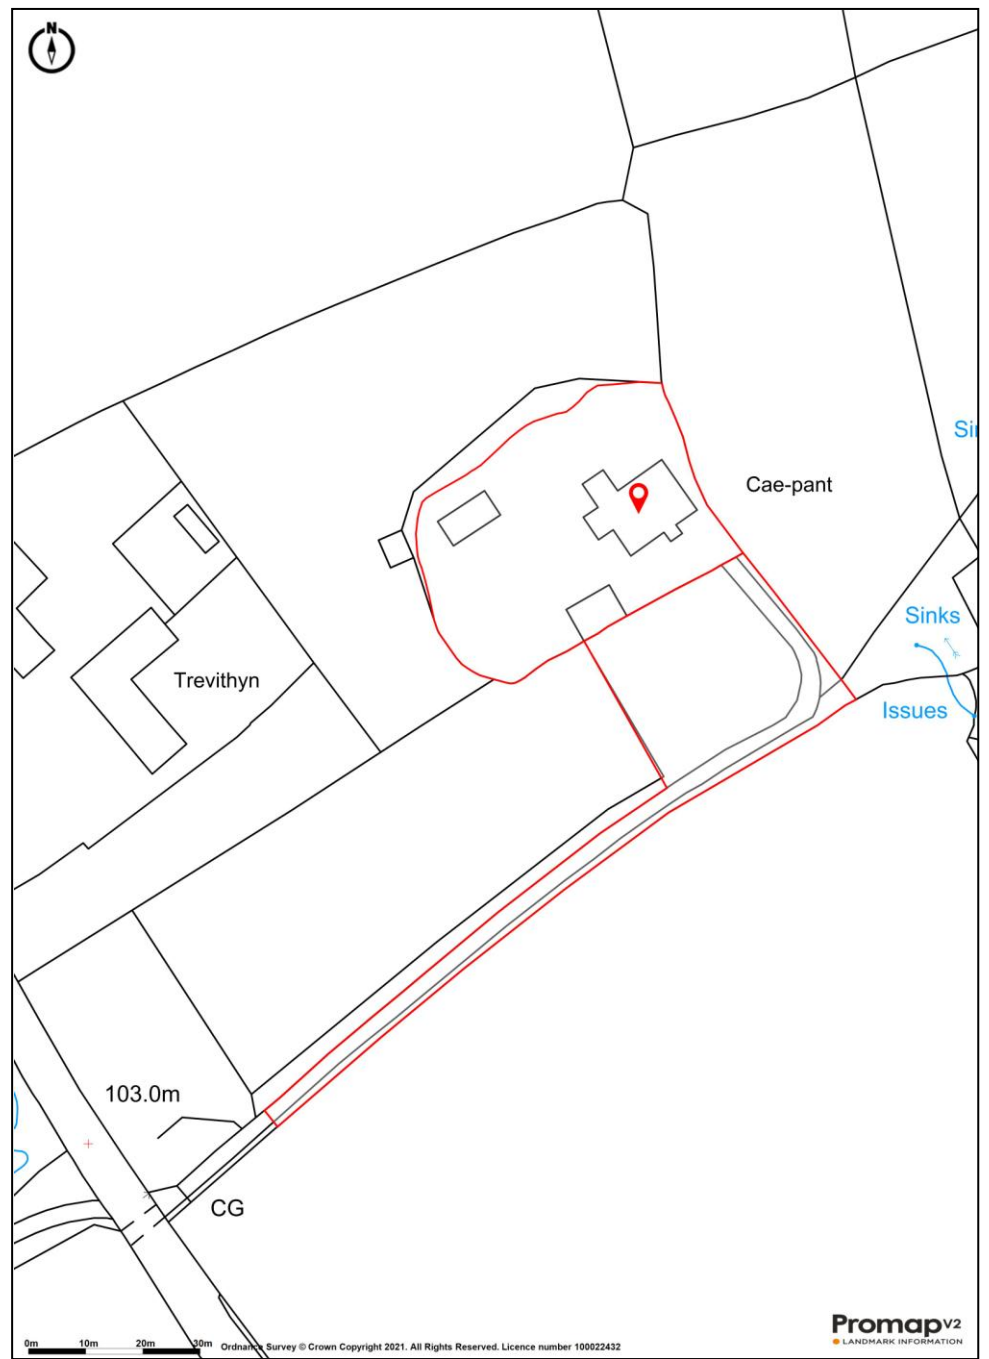 N
Cae-pant
Sinks
Trevithyn
Issues
103.0m
CG
0m 10m 20m 30m
Ordnance Survey © Crown Copyright 2021. All Rights Reserved. Licence number 100022432
Promap V2
LANDMARK INFORMATION